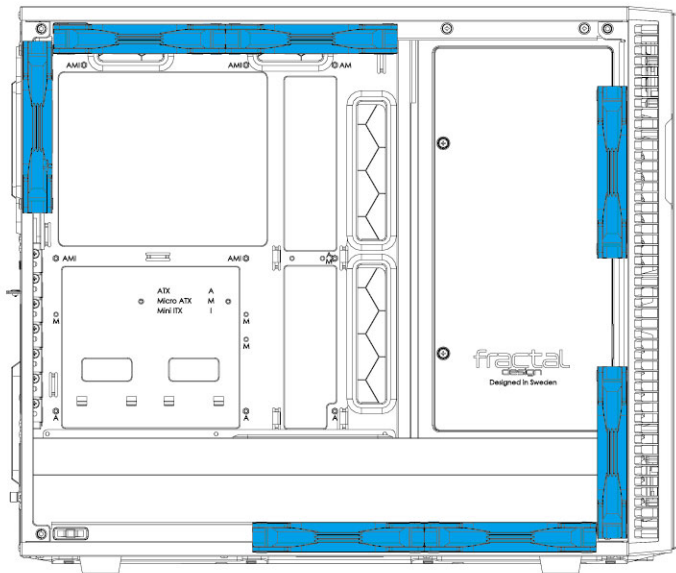 AMI AMI AM
AMI AMI M
ATX A
Micro ATX M
Mini ITX I
M M
M
fractal
design
Designed in Sweden
A A A